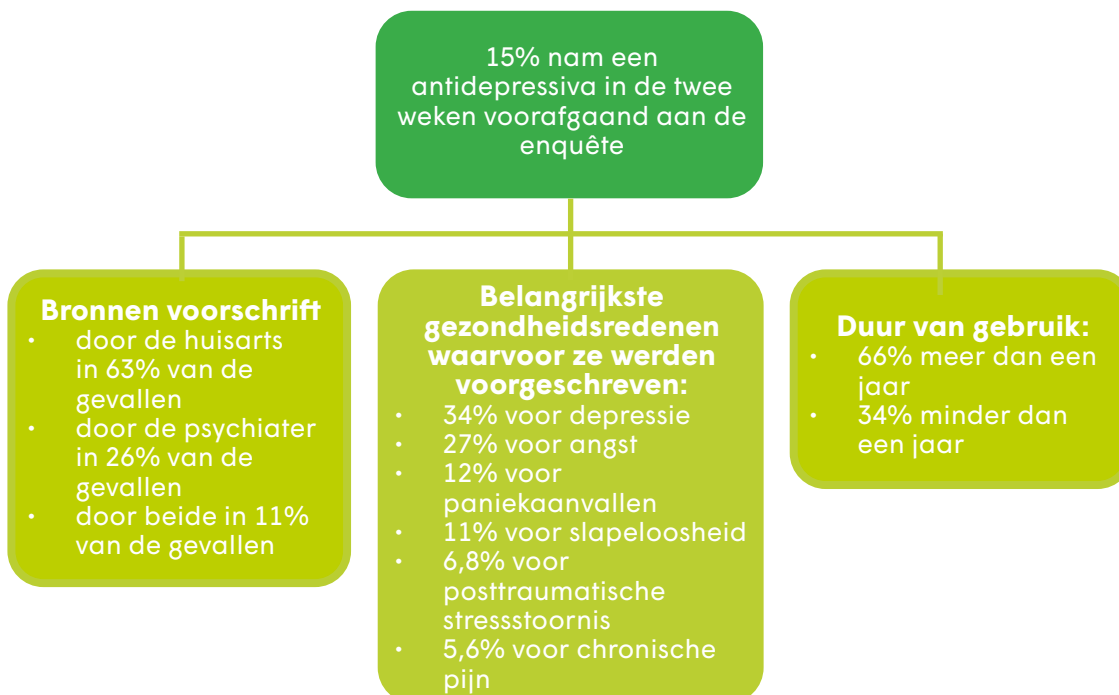 15% nam een
antidepressiva in de twee
weken voorafgaand aan de
enquête
Bronnen voorschrift
• door de huisarts
in 63% van de
gevallen
• door de psychiater
in 26% van de
gevallen
• door beide in 11%
van de gevallen
Belangrijkste
gezondheidsredenen
waarvoor ze werden
voorgeschreven:
• 34% voor depressie
• 27% voor angst
• 12% voor
paniekaanvallen
• 11% voor slapeloosheid
• 6,8% voor
posttraumatische
stressstoornis
• 5,6% voor chronische
pijn
Duur van gebruik:
• 66% meer dan een
jaar
• 34% minder dan
een jaar